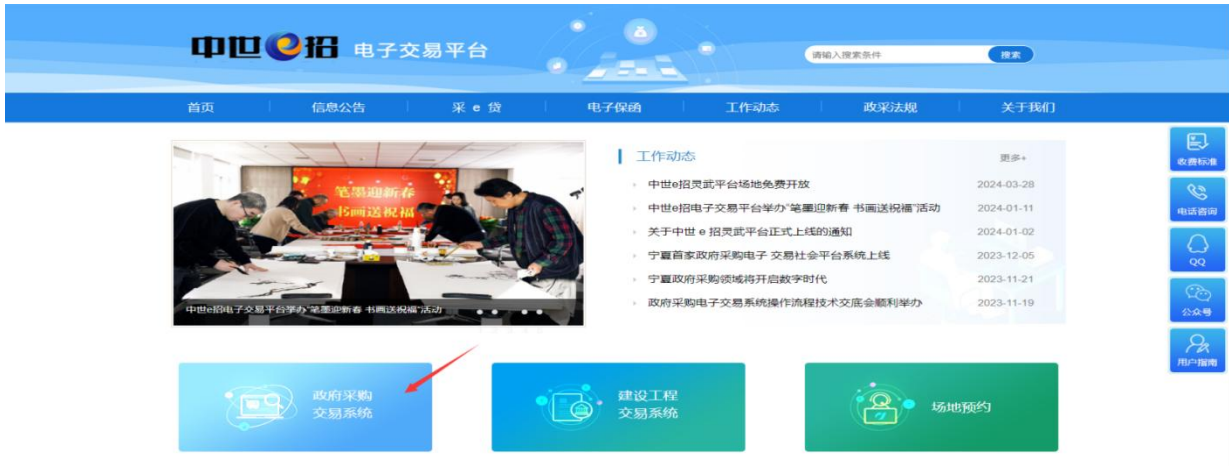 中世e招 电子交易平台
请输入搜索条件
搜索
首页
信息公告
采 e 贷
电子保函
工作动态
政采法规
关于我们
笔墨迎新春
书画送祝福
中世e招电子交易平台举办“笔墨迎新春 书画送祝福”活动
工作动态
更多+
中世e招灵武平台场地免费开放 2024-03-28
中世e招电子交易平台举办“笔墨迎新春 书画送祝福”活动 2024-01-11
关于中世 e 招灵武平台正式上线的通知 2024-01-02
宁夏首家政府采购电子 交易社会平台系统上线 2023-12-05
宁夏政府采购领域将开启数字时代 2023-11-21
政府采购电子交易系统操作流程技术交底会顺利举办 2023-11-19
收费标准
电话咨询
QQ
公众号
用户指南
政府采购
交易系统
建设工程
交易系统
场地预约